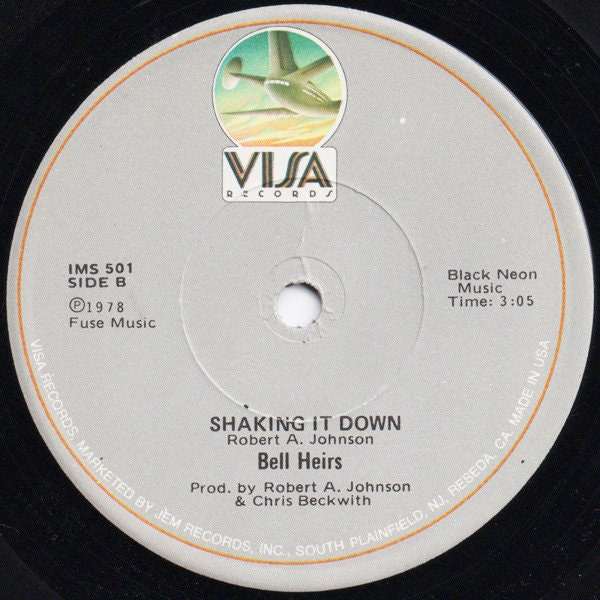 VISA
RECORDS
IMS 501
SIDE B
Ⓟ1978
Fuse Music
Black Neon
Music
Time: 3:05
SHAKING IT DOWN
Robert A. Johnson
Bell Heirs
Prod. by Robert A. Johnson
& Chris Beckwith
VISA RECORDS, MARKETED BY JEM RECORDS, INC., SOUTH PLAINFIELD, NJ, RESEDA, CA. MADE IN USA